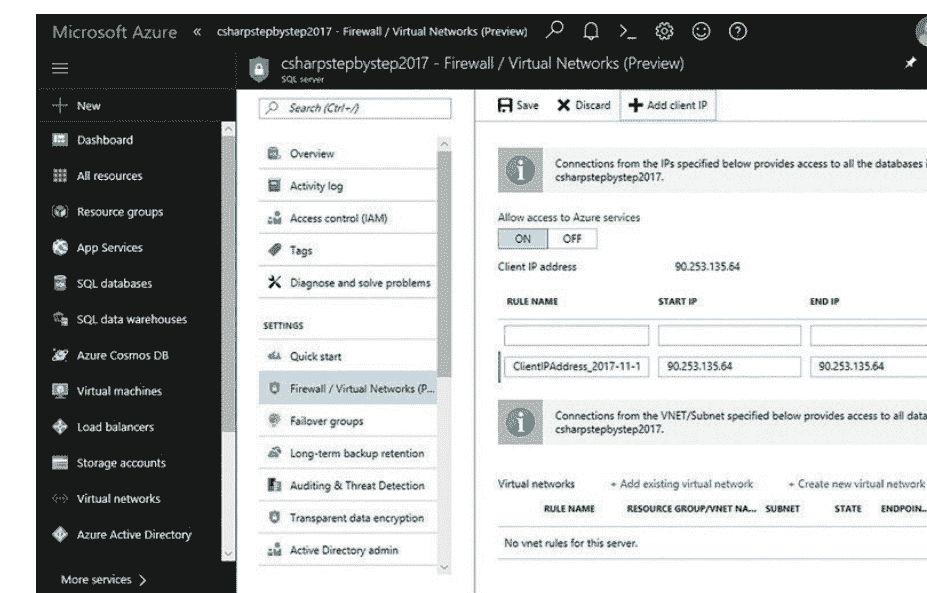 Microsoft Azure « csharpstepbystep2017 - Firewall / Virtual Networks (Preview)
csharpstepbystep2017 - Firewall / Virtual Networks (Preview)
SQL server
New
Dashboard
All resources
Resource groups
App Services
SQL databases
SQL data warehouses
Azure Cosmos DB
Virtual machines
Load balancers
Storage accounts
Virtual networks
Azure Active Directory
More services >
Search (Ctrl+/)
Overview
Activity log
Access control (IAM)
Tags
Diagnose and solve problems
SETTINGS
Quick start
Firewall / Virtual Networks (P...
Failover groups
Long-term backup retention
Auditing & Threat Detection
Transparent data encryption
Active Directory admin
Save Discard Add client IP
Connections from the IPs specified below provides access to all the databases i
csharpstepbystep2017.
Allow access to Azure services
ON OFF
Client IP address 90.253.135.64
RULE NAME START IP END IP
ClientIPAddress_2017-11-1 90.253.135.64 90.253.135.64
Connections from the VNET/Subnet specified below provides access to all data
csharpstepbystep2017.
Virtual networks + Add existing virtual network + Create new virtual network
RULE NAME RESOURCE GROUP/VNET NA... SUBNET STATE ENDPOIN...
No vnet rules for this server.